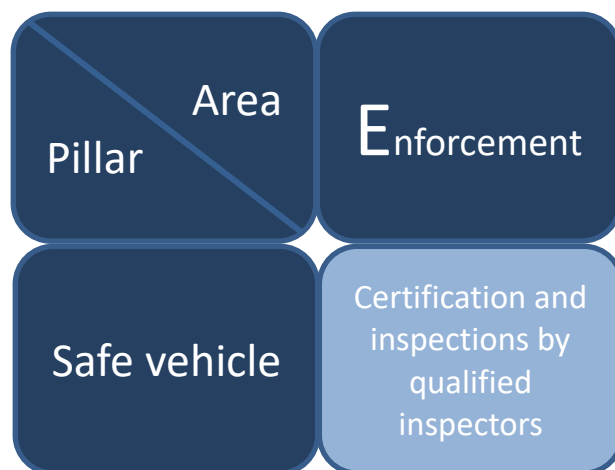 Area
Pillar
Enforcement
Safe vehicle
Certification and
inspections by
qualified
inspectors